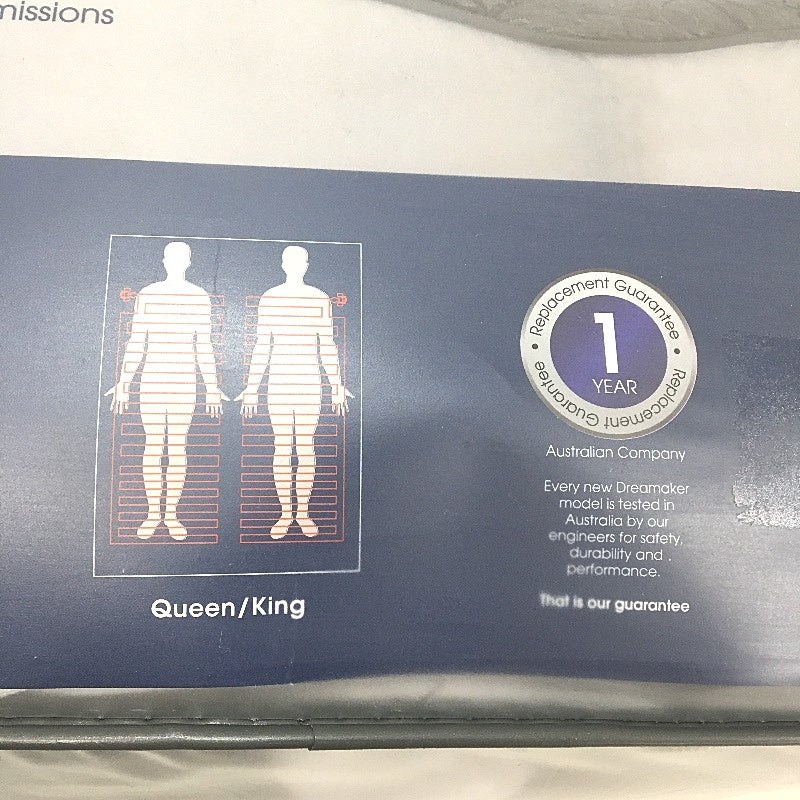 missions
Replacement Guarantee • Replacement Guarantee •
1
YEAR
Australian Company
Every new Dreamaker
model is tested in
Australia by our
engineers for safety,
durability and
performance.
That is our guarantee
Queen/King